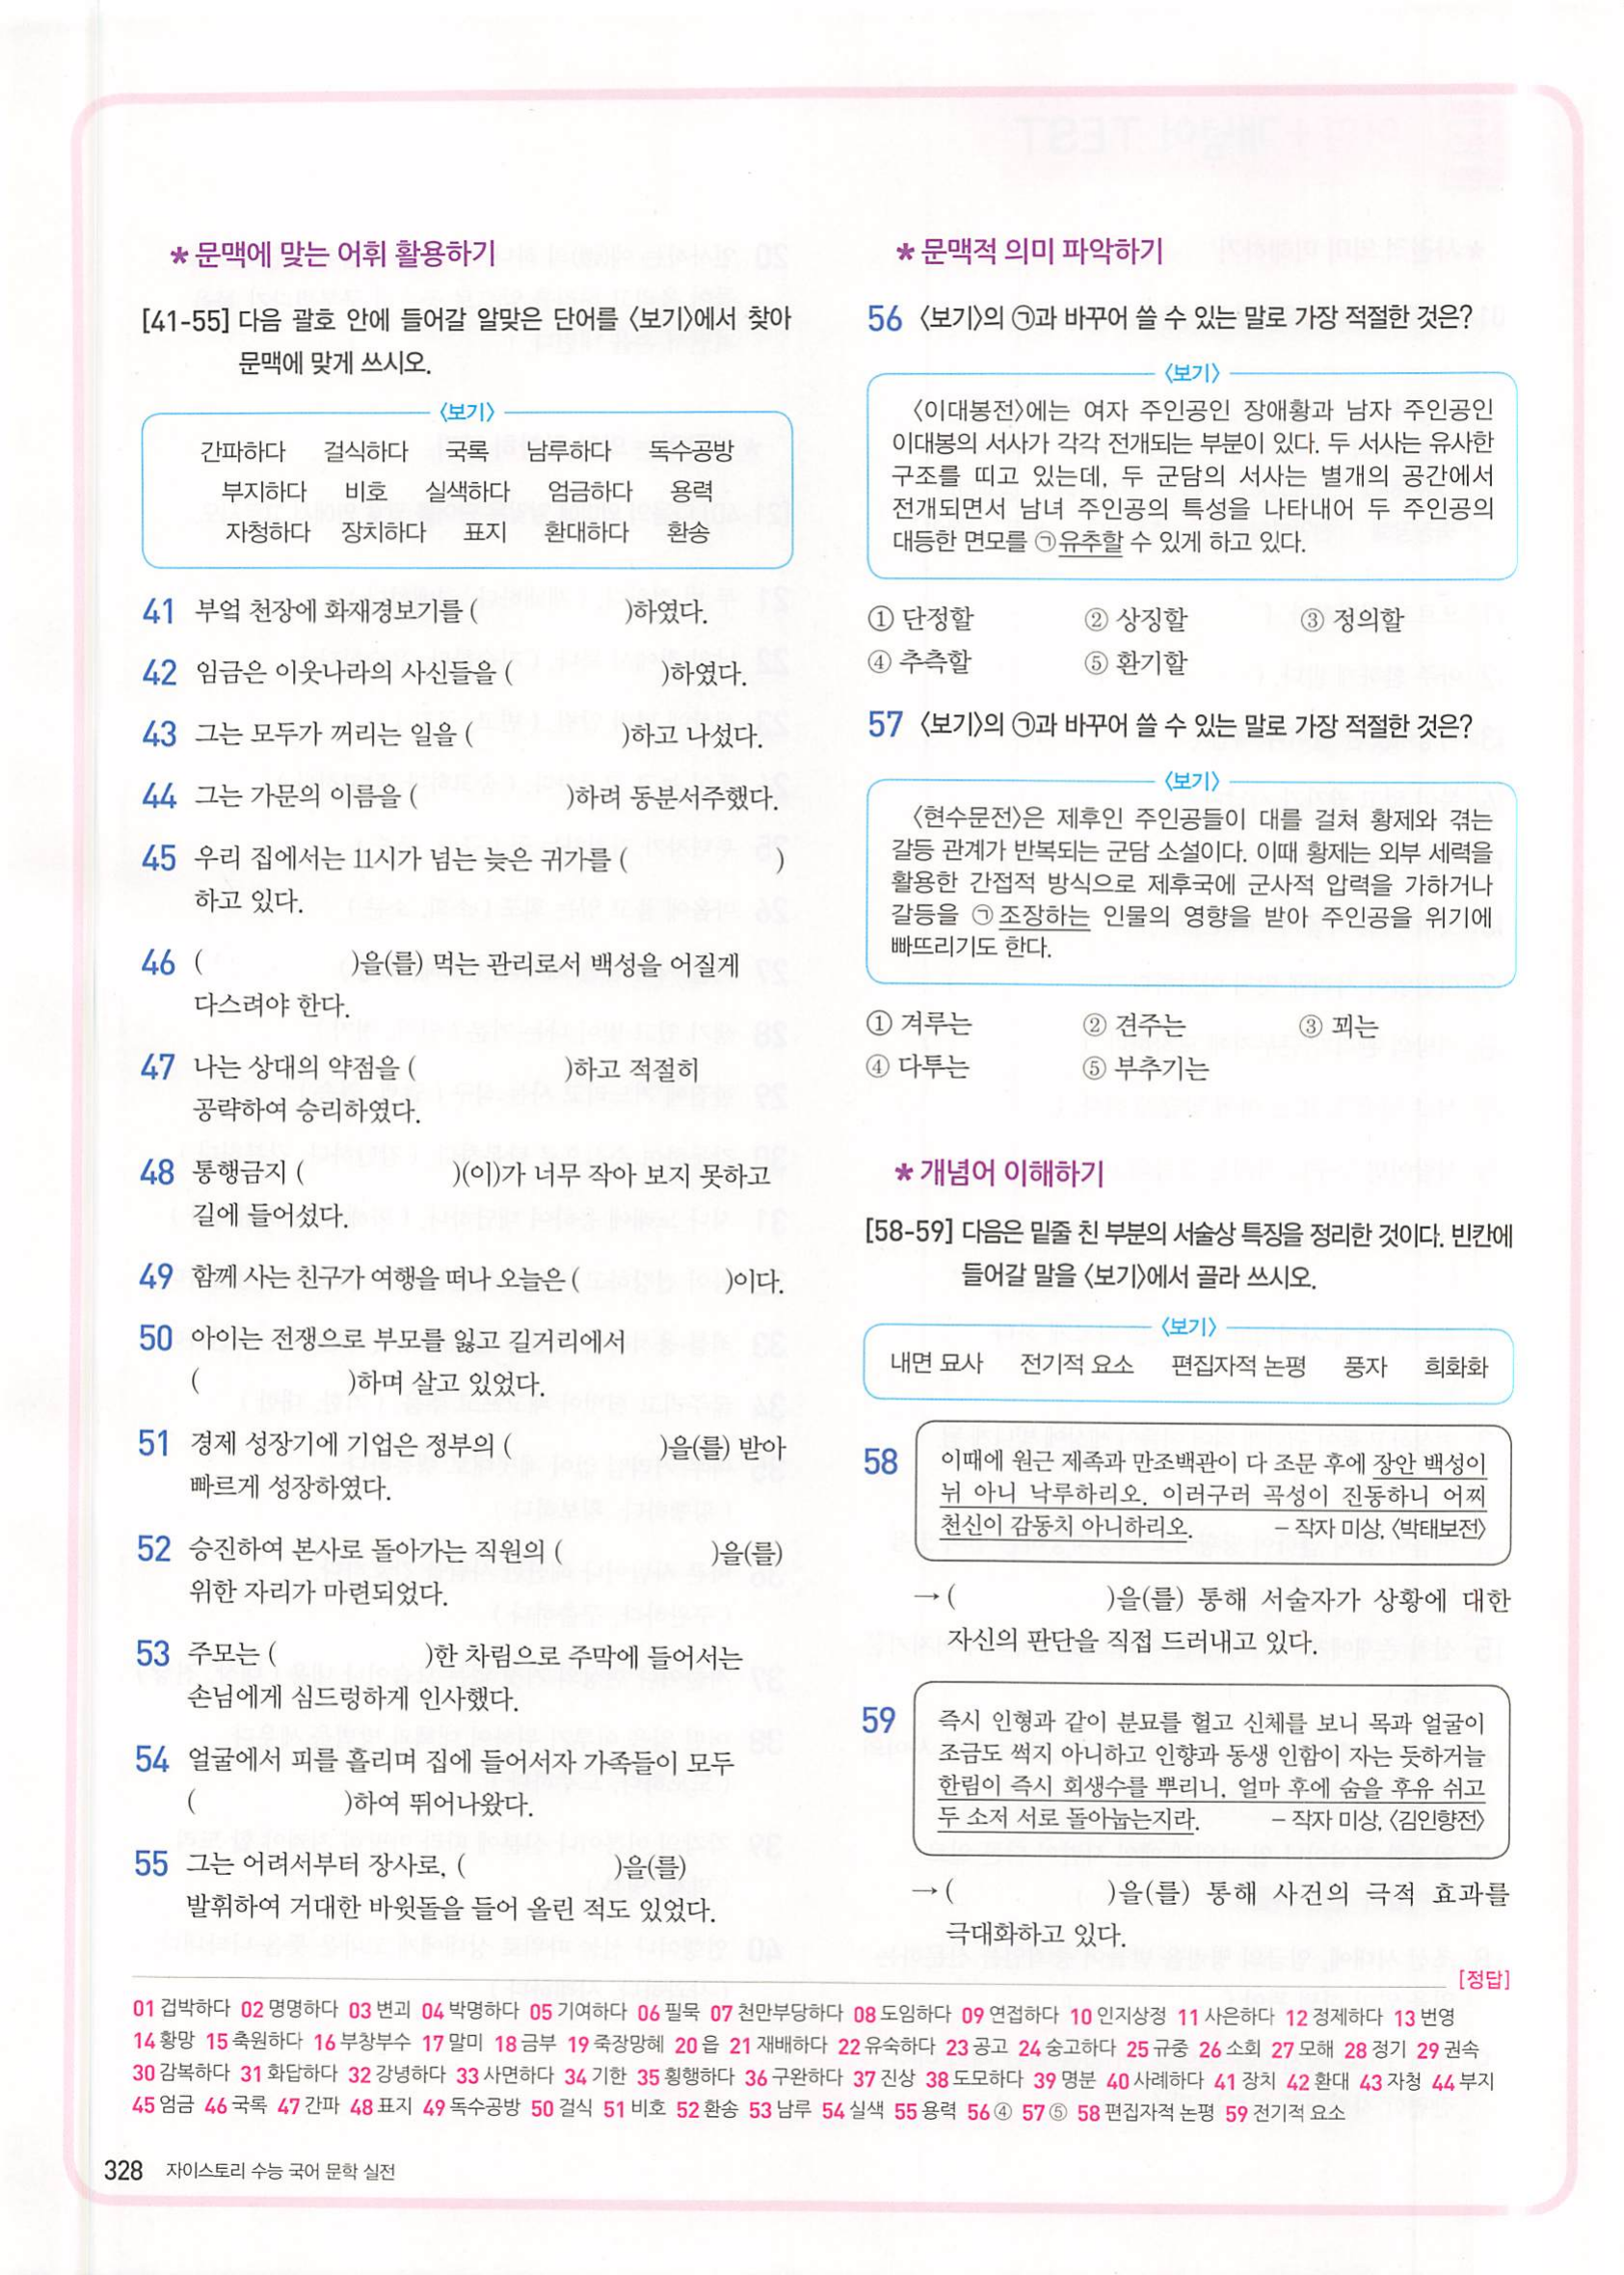 * 문맥에 맞는 어휘 활용하기
[41-55] 다음 괄호 안에 들어갈 알맞은 단어를 〈보기〉에서 찾아
문맥에 맞게 쓰시오.
〈보기〉
간파하다 걸식하다 국록 남루하다 독수공방
부지하다 비호 실색하다 엄금하다 용력
자청하다 장치하다 표지 환대하다 환송
41 부엌 천장에 화재경보기를 ( )하였다.
42 임금은 이웃나라의 사신들을 ( )하였다.
43 그는 모두가 꺼리는 일을 ( )하고 나섰다.
44 그는 가문의 이름을 ( )하려 동분서주했다.
45 우리 집에서는 11시가 넘는 늦은 귀가를 ( )
하고 있다.
46 ( )을(를) 먹는 관리로서 백성을 어질게
다스려야 한다.
47 나는 상대의 약점을 ( )하고 적절히
공략하여 승리하였다.
48 통행금지 ( )(이)가 너무 작아 보지 못하고
길에 들어섰다.
49 함께 사는 친구가 여행을 떠나 오늘은 ( )이다.
50 아이는 전쟁으로 부모를 잃고 길거리에서
( )하며 살고 있었다.
51 경제 성장기에 기업은 정부의 ( )을(를) 받아
빠르게 성장하였다.
52 승진하여 본사로 돌아가는 직원의 ( )을(를)
위한 자리가 마련되었다.
53 주모는 ( )한 차림으로 주막에 들어서는
손님에게 심드렁하게 인사했다.
54 얼굴에서 피를 흘리며 집에 들어서자 가족들이 모두
( )하여 뛰어나왔다.
55 그는 어려서부터 장사로, ( )을(를)
발휘하여 거대한 바윗돌을 들어 올린 적도 있었다.
* 문맥적 의미 파악하기
56 〈보기〉의 ㉠과 바꾸어 쓸 수 있는 말로 가장 적절한 것은?
〈보기〉
〈이대봉전〉에는 여자 주인공인 장애황과 남자 주인공인
이대봉의 서사가 각각 전개되는 부분이 있다. 두 서사는 유사한
구조를 띠고 있는데, 두 군담의 서사는 별개의 공간에서
전개되면서 남녀 주인공의 특성을 나타내어 두 주인공의
대등한 면모를 ㉠유추할 수 있게 하고 있다.
① 단정할 ② 상징할 ③ 정의할
④ 추측할 ⑤ 환기할
57 〈보기〉의 ㉠과 바꾸어 쓸 수 있는 말로 가장 적절한 것은?
〈보기〉
〈현수문전〉은 제후인 주인공들이 대를 걸쳐 황제와 겪는
갈등 관계가 반복되는 군담 소설이다. 이때 황제는 외부 세력을
활용한 간접적 방식으로 제후국에 군사적 압력을 가하거나
갈등을 ㉠조장하는 인물의 영향을 받아 주인공을 위기에
빠뜨리기도 한다.
① 겨루는 ② 견주는 ③ 꾀는
④ 다투는 ⑤ 부추기는
* 개념어 이해하기
[58-59] 다음은 밑줄 친 부분의 서술상 특징을 정리한 것이다. 빈칸에
들어갈 말을 〈보기〉에서 골라 쓰시오.
〈보기〉
내면 묘사 전기적 요소 편집자적 논평 풍자 희화화
58 이때에 원근 제족과 만조백관이 다 조문 후에 장안 백성이
뉘 아니 낙루하리오. 이러구러 곡성이 진동하니 어찌
천신이 감동치 아니하리오. - 작자 미상, 〈박태보전〉
→ ( )을(를) 통해 서술자가 상황에 대한
자신의 판단을 직접 드러내고 있다.
59 즉시 인형과 같이 분묘를 헐고 신체를 보니 목과 얼굴이
조금도 썩지 아니하고 인향과 동생 인함이 자는 듯하거늘
한림이 즉시 회생수를 뿌리니, 얼마 후에 숨을 후유 쉬고
두 소저 서로 돌아눕는지라. - 작자 미상, 〈김인향전〉
→ ( )을(를) 통해 사건의 극적 효과를
극대화하고 있다.
[정답]
01 겁박하다 02 명명하다 03 변괴 04 박명하다 05 기여하다 06 필묵 07 천만부당하다 08 도임하다 09 연접하다 10 인지상정 11 사은하다 12 정제하다 13 번영
14 황망 15 축원하다 16 부창부수 17 말미 18 금부 19 죽장망혜 20 읍 21 재배하다 22 유숙하다 23 공고 24 숭고하다 25 규중 26 소회 27 모해 28 정기 29 권속
30 감복하다 31 화답하다 32 강녕하다 33 사면하다 34 기한 35 횡행하다 36 구완하다 37 진상 38 도모하다 39 명분 40 사례하다 41 장치 42 환대 43 자청 44 부지
45 엄금 46 국록 47 간파 48 표지 49 독수공방 50 걸식 51 비호 52 환송 53 남루 54 실색 55 용력 56 ④ 57 ⑤ 58 편집자적 논평 59 전기적 요소
328 자이스토리 수능 국어 문학 실전